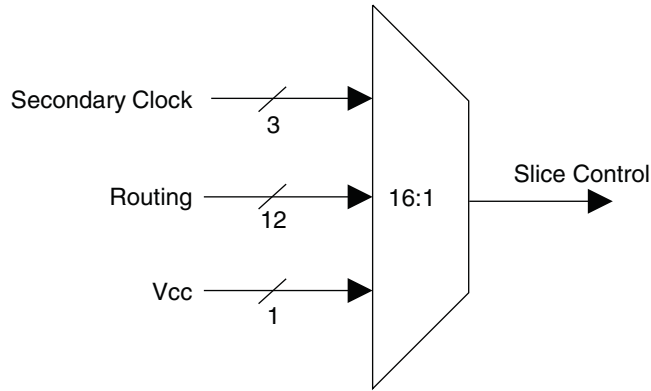 Secondary Clock
3
Routing
12
Vcc
1
16:1
Slice Control